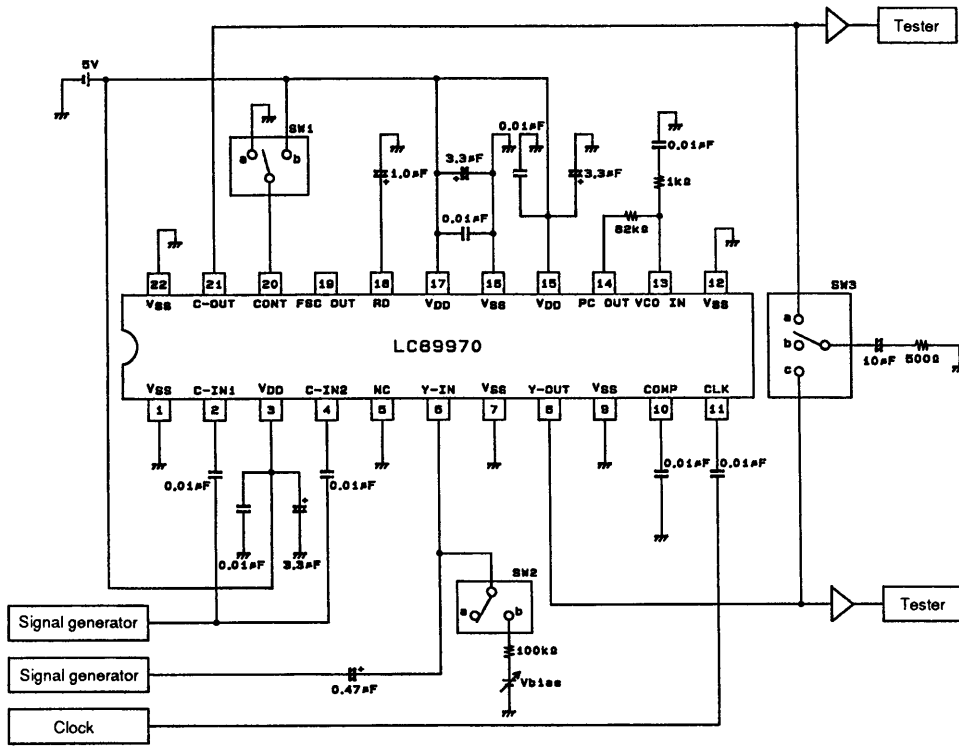 Tester
5V
SW1
a
b
0.01µF
0.01µF
3.3µF
1.0µF
3.3µF
1kΩ
0.01µF
82kΩ
22
21
20
19
18
17
16
15
14
13
12
VSS
C-OUT
CONT
FSC OUT
RD
VDD
VSS
VDD
PC OUT
VCO IN
VSS
SW3
a
b
c
10µF
500Ω
LC89970
VSS
C-IN1
VDD
C-IN2
NC
Y-IN
VSS
Y-OUT
VSS
COMP
CLK
1
2
3
4
5
6
7
8
9
10
11
0.01µF
0.01µF
0.01µF
0.01µF
0.01µF
3.3µF
SW2
a
b
Signal generator
Tester
100kΩ
Signal generator
0.47µF
Vbias
Clock